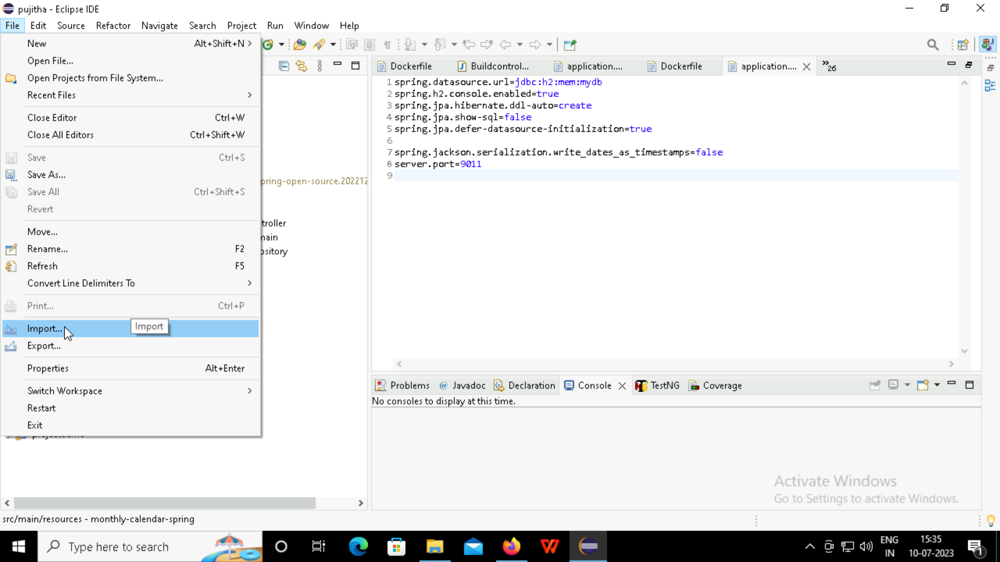 pujitha - Eclipse IDE
File Edit Source Refactor Navigate Search Project Run Window Help
New Alt+Shift+N
Open File...
Open Projects from File System...
Recent Files
Close Editor Ctrl+W
Close All Editors Ctrl+Shift+W
Save Ctrl+S
Save As...
Save All Ctrl+Shift+S
Revert
Move...
Rename... F2
Refresh F5
Convert Line Delimiters To
Print... Ctrl+P
Import... Import
Export...
Properties Alt+Enter
Switch Workspace
Restart
Exit
pring-open-source.202212
troller
main
ository
Dockerfile Buildcontrol... application.... Dockerfile application.... »26
1 spring.datasource.url=jdbc:h2:mem:mydb
2 spring.h2.console.enabled=true
3 spring.jpa.hibernate.ddl-auto=create
4 spring.jpa.show-sql=false
5 spring.jpa.defer-datasource-initialization=true
6
7 spring.jackson.serialization.write_dates_as_timestamps=false
8 server.port=9011
9
Problems Javadoc Declaration Console TestNG Coverage
No consoles to display at this time.
Activate Windows
Go to Settings to activate Windows.
src/main/resources - monthly-calendar-spring
Type here to search
ENG
IN
15:35
10-07-2023
1